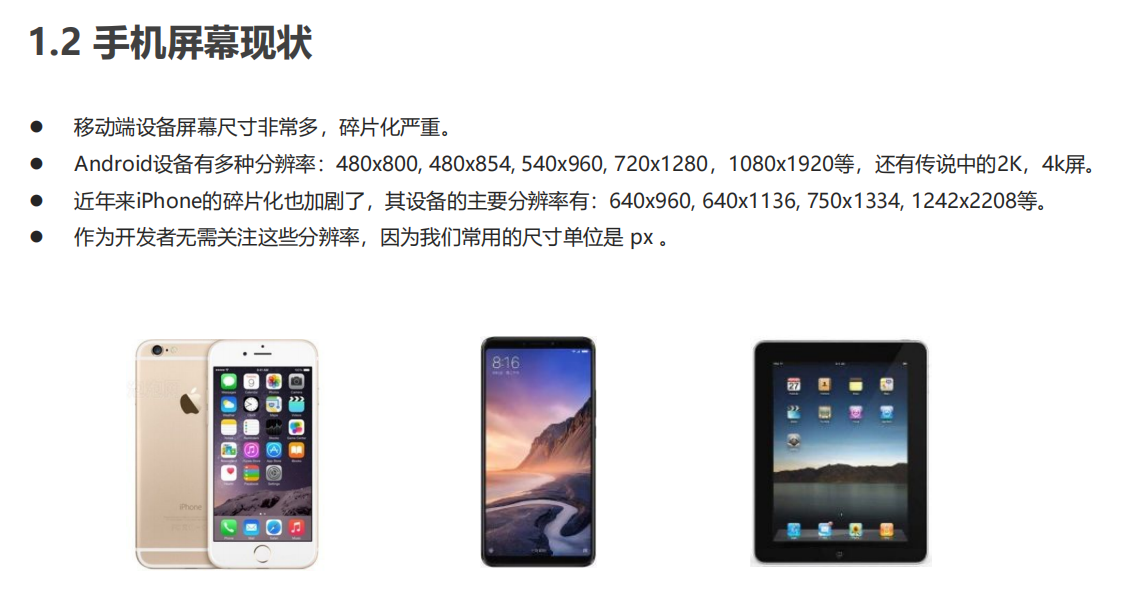 1.2 手机屏幕现状
● 移动端设备屏幕尺寸非常多，碎片化严重。
● Android设备有多种分辨率：480x800, 480x854, 540x960, 720x1280，1080x1920等，还有传说中的2K，4k屏。
● 近年来iPhone的碎片化也加剧了，其设备的主要分辨率有：640x960, 640x1136, 750x1334, 1242x2208等。
● 作为开发者无需关注这些分辨率，因为我们常用的尺寸单位是 px 。
8:16
iPhone